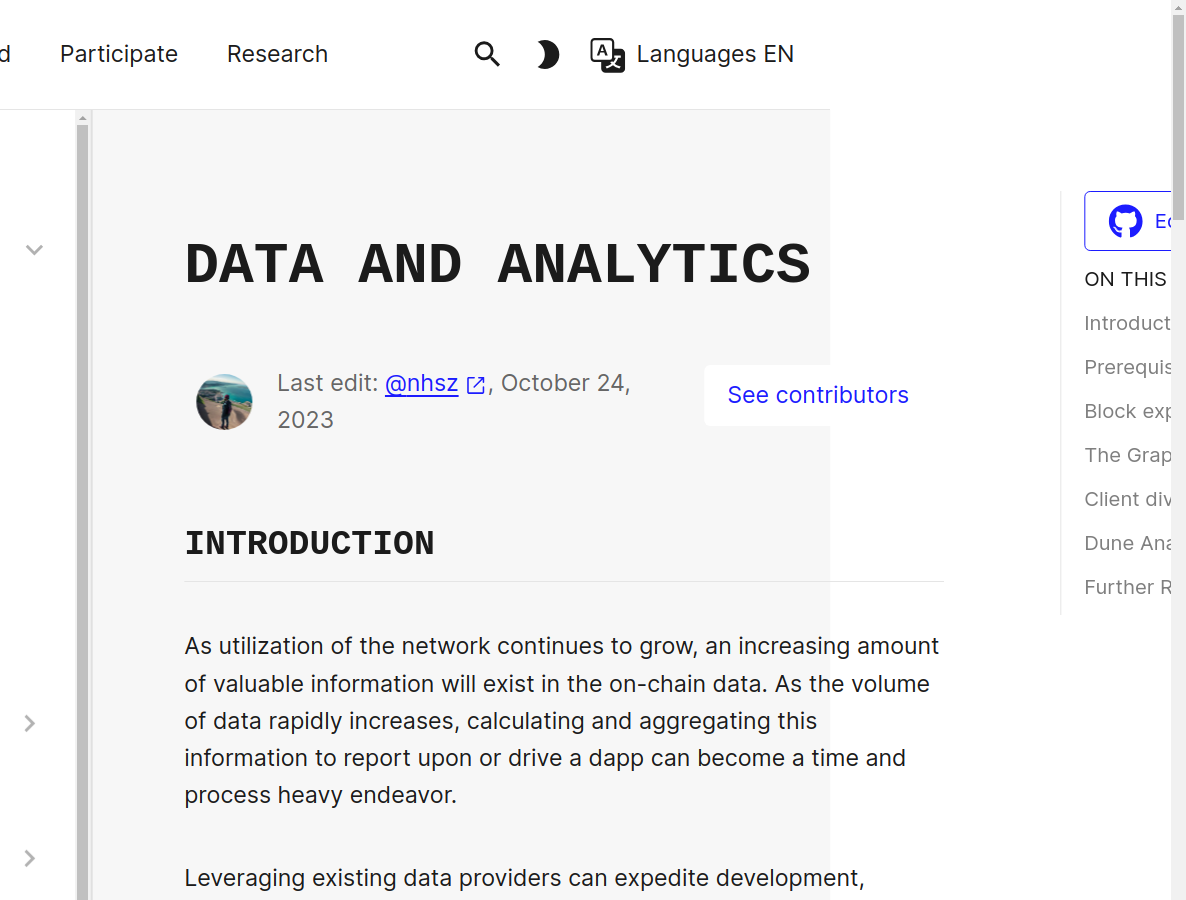 Participate Research Languages EN
DATA AND ANALYTICS
Last edit: @nhsz, October 24, 2023
See contributors
INTRODUCTION
As utilization of the network continues to grow, an increasing amount
of valuable information will exist in the on-chain data. As the volume
of data rapidly increases, calculating and aggregating this
information to report upon or drive a dapp can become a time and
process heavy endeavor.
Leveraging existing data providers can expedite development,
ON THIS
Introduct
Prerequis
Block exp
The Grap
Client div
Dune Ana
Further R